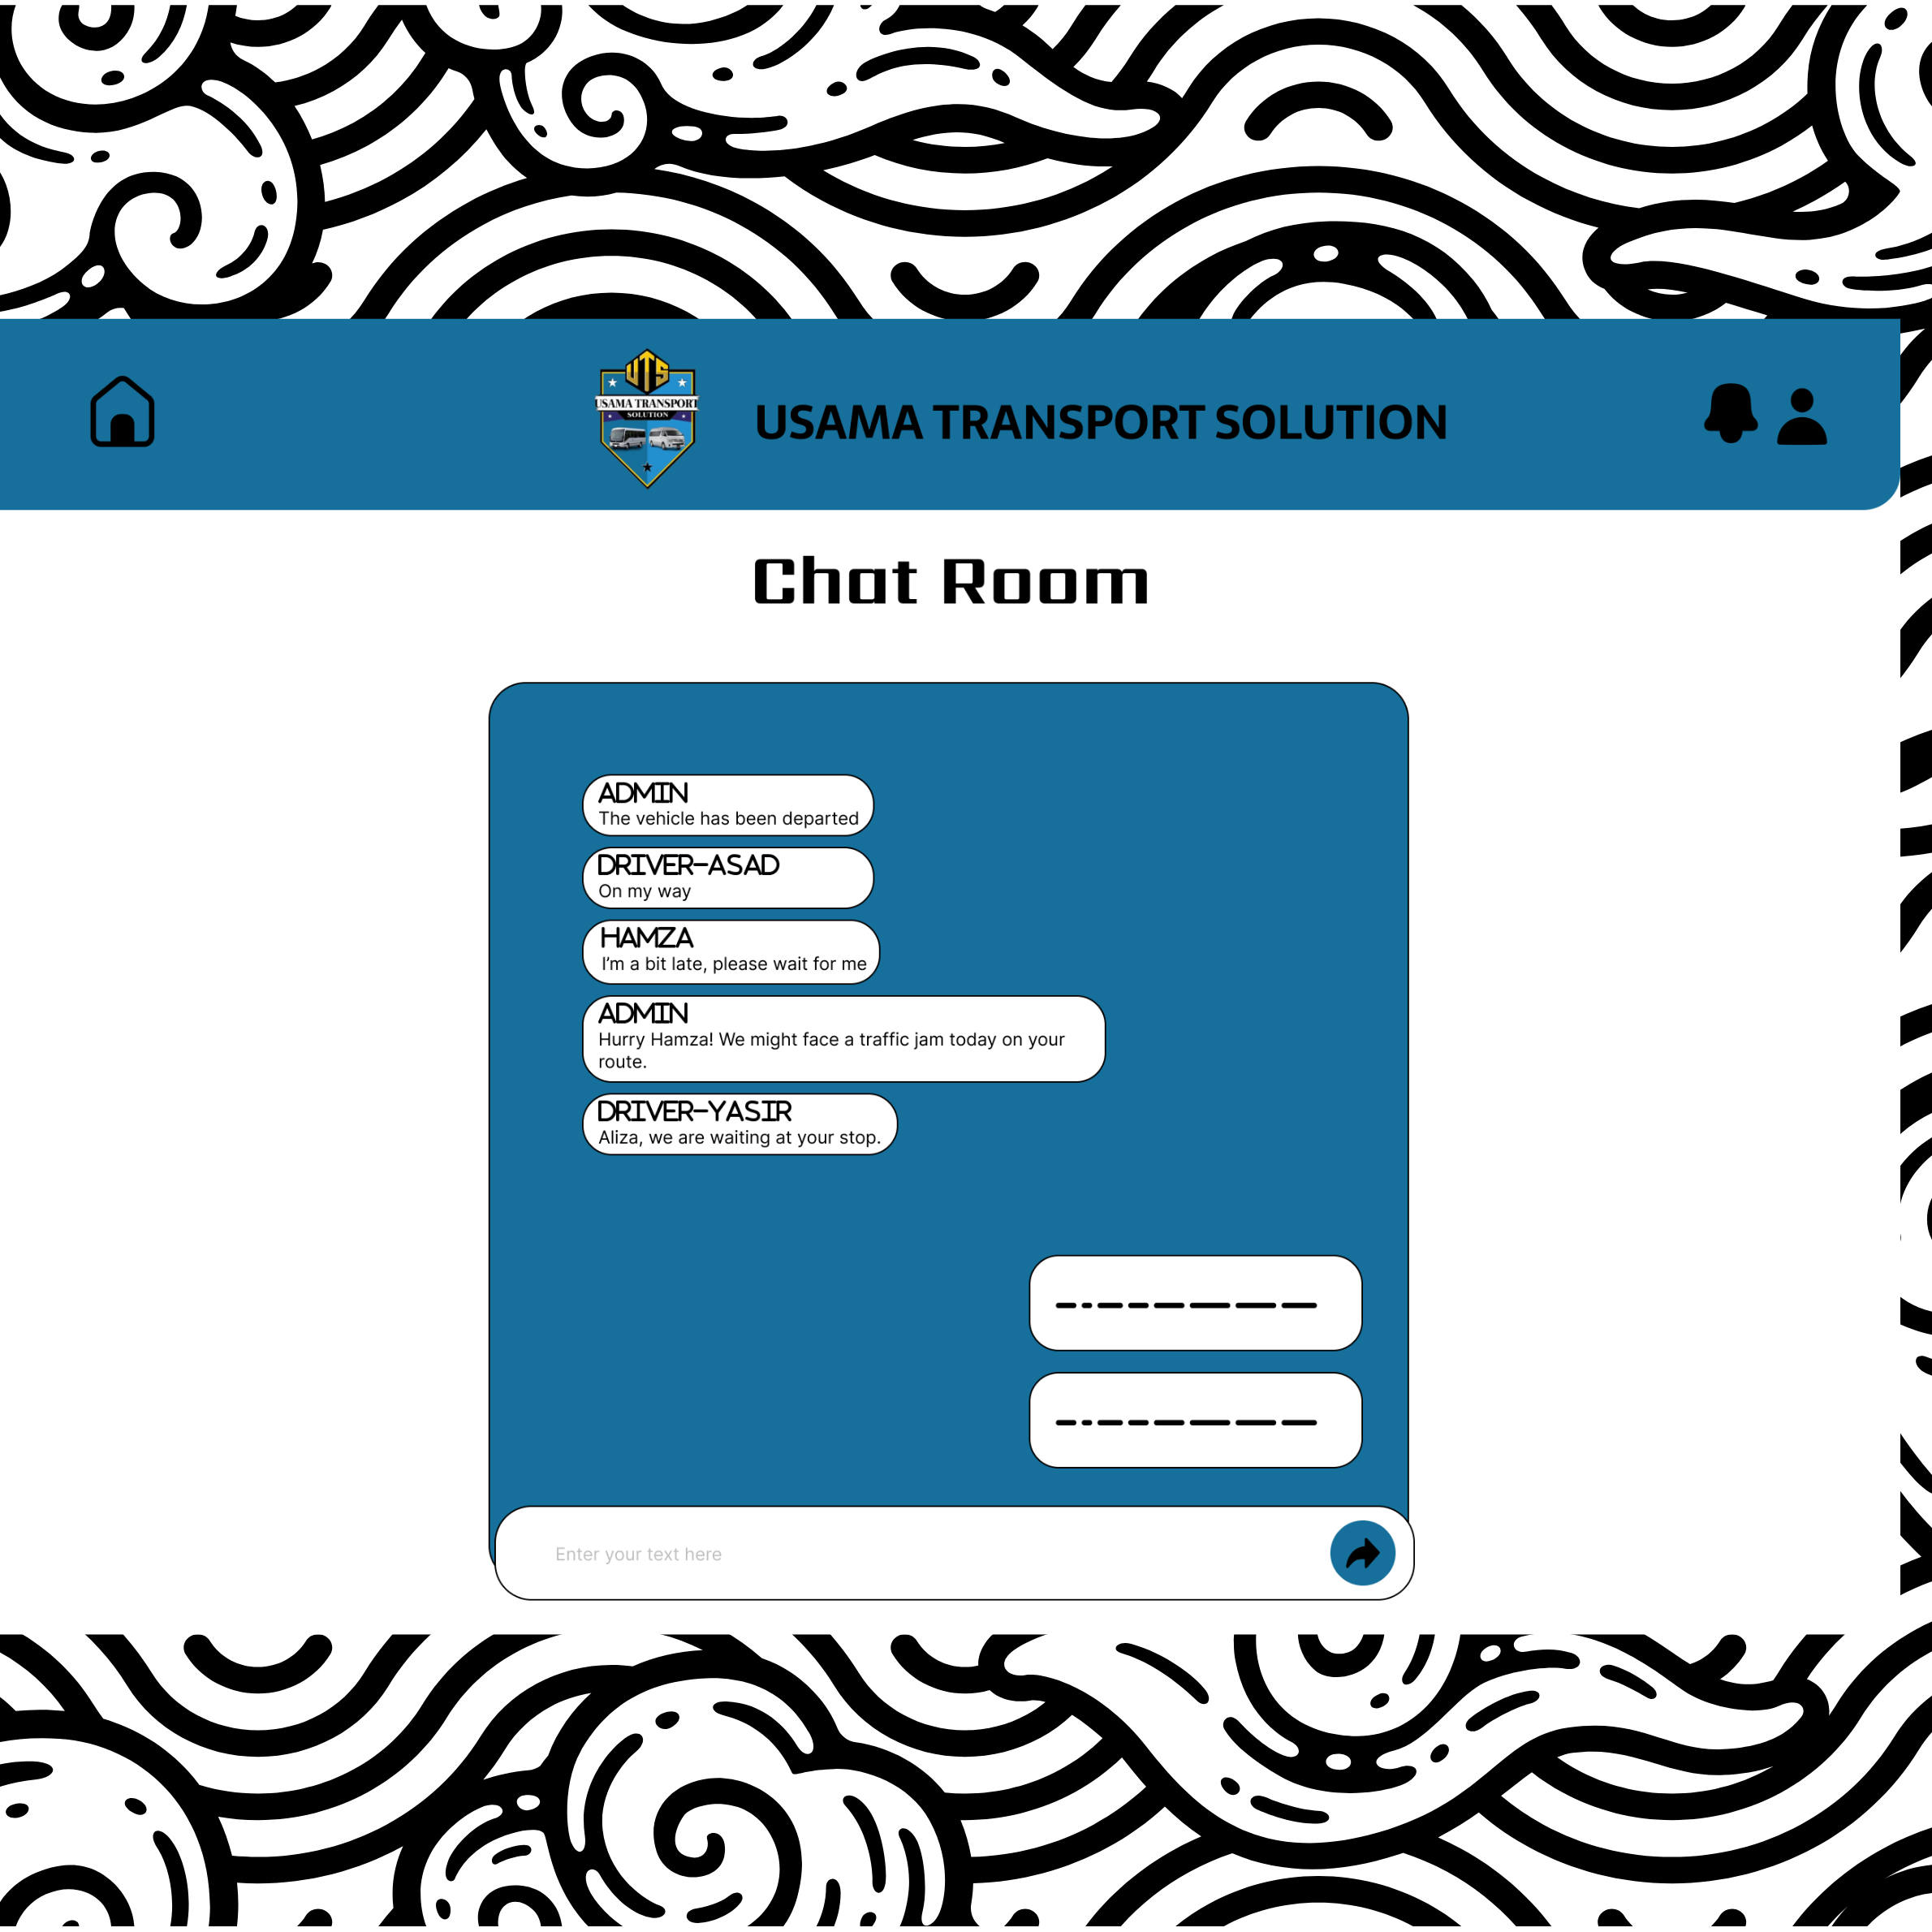 UTS
USAMA TRANSPORT
SOLUTION
USAMA TRANSPORT SOLUTION
Chat Room
ADMIN
The vehicle has been departed
DRIVER-ASAD
On my way
HAMZA
I'm a bit late, please wait for me
ADMIN
Hurry Hamza! We might face a traffic jam today on your
route.
DRIVER-YASIR
Aliza, we are waiting at your stop.
Enter your text here